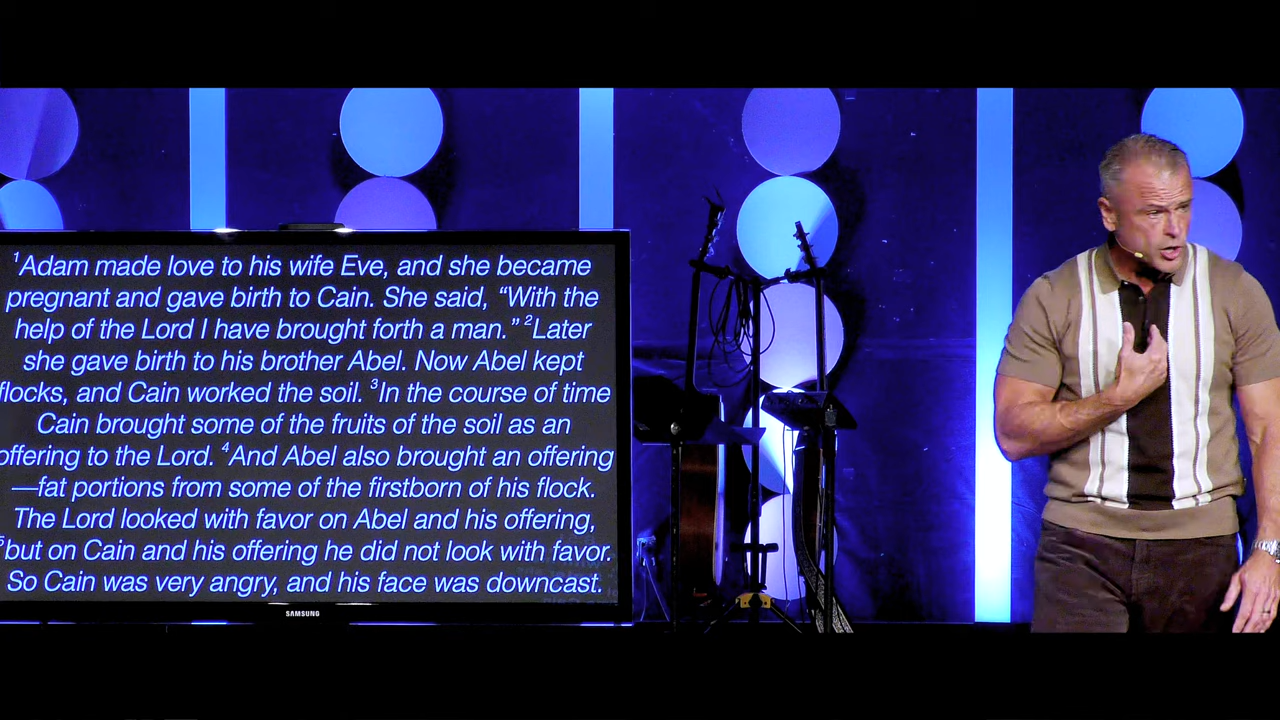 ¹Adam made love to his wife Eve, and she became
pregnant and gave birth to Cain. She said, “With the
help of the Lord I have brought forth a man.” ²Later
she gave birth to his brother Abel. Now Abel kept
flocks, and Cain worked the soil. ³In the course of time
Cain brought some of the fruits of the soil as an
offering to the Lord. ⁴And Abel also brought an offering
—fat portions from some of the firstborn of his flock.
The Lord looked with favor on Abel and his offering,
⁵but on Cain and his offering he did not look with favor.
So Cain was very angry, and his face was downcast.
SAMSUNG